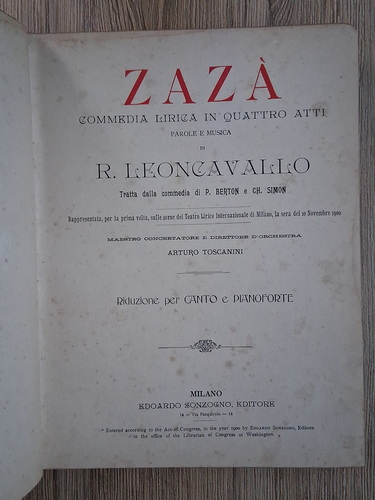 ZAZÀ
COMMEDIA LIRICA IN QUATTRO ATTI
PAROLE E MUSICA
DI
R. LEONCAVALLO
Tratta dalla commedia di P. BERTON e CH. SIMON
Rappresentata, per la prima volta, sulle scene del Teatro Lirico Internazionale di Milano, la sera del 10 Novembre 1900
MAESTRO CONCERTATORE E DIRETTORE D'ORCHESTRA
ARTURO TOSCANINI
Riduzione per CANTO e PIANOFORTE
MILANO
EDOARDO SONZOGNO, EDITORE
14 — Via Pasquirolo — 14
Entered according to the Act of Congress, in the year 1900 by EDOARDO SONZOGNO, Editore
in the office of the Librarian of Congress at Washington.